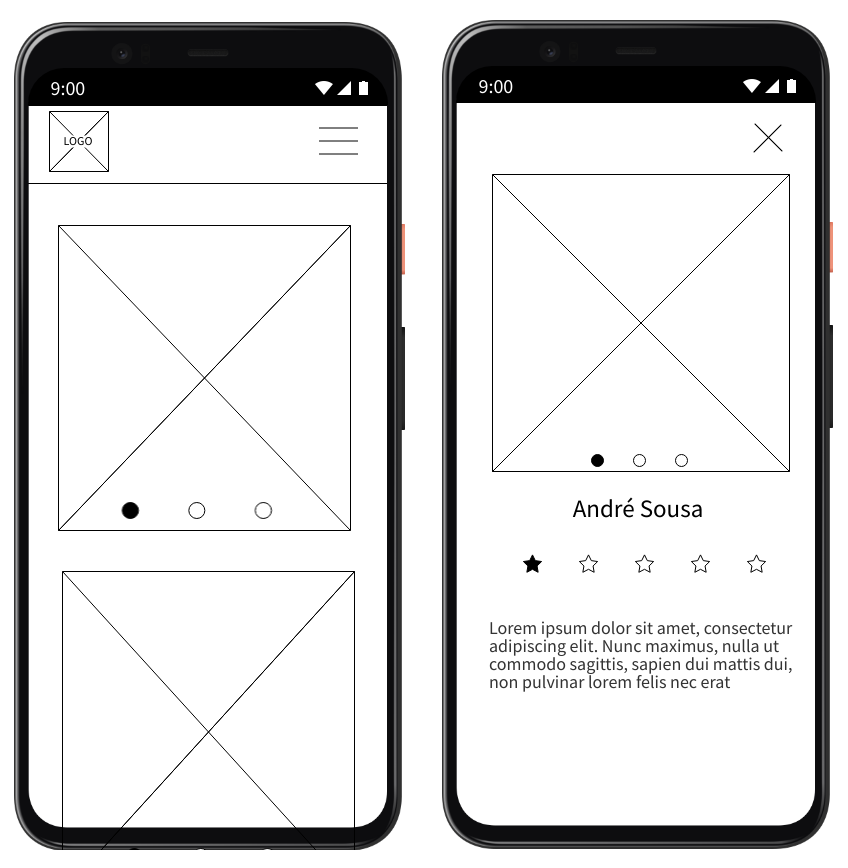 9:00
LOGO
9:00
André Sousa
Lorem ipsum dolor sit amet, consectetur
adipiscing elit. Nunc maximus, nulla ut
commodo sagittis, sapien dui mattis dui,
non pulvinar lorem felis nec erat